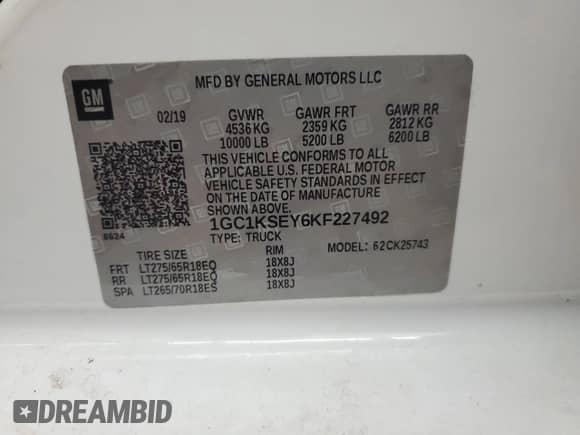 GM
MFD BY GENERAL MOTORS LLC
02/19 GVWR GAWR FRT GAWR RR
4536 KG 2359 KG 2812 KG
10000 LB 5200 LB 6200 LB
THIS VEHICLE CONFORMS TO ALL
APPLICABLE U.S. FEDERAL MOTOR
VEHICLE SAFETY STANDARDS IN EFFECT
ON THE DATE OF MANUFACTURE
SHOWN ABOVE.
8624
1GC1KSEY6KF227492
TYPE: TRUCK MODEL: 62CK25743
TIRE SIZE RIM
FRT LT275/65R18EO 18X8J
RR LT275/65R18EO 18X8J
SPA LT265/70R18ES 18X8J
DREAMBID